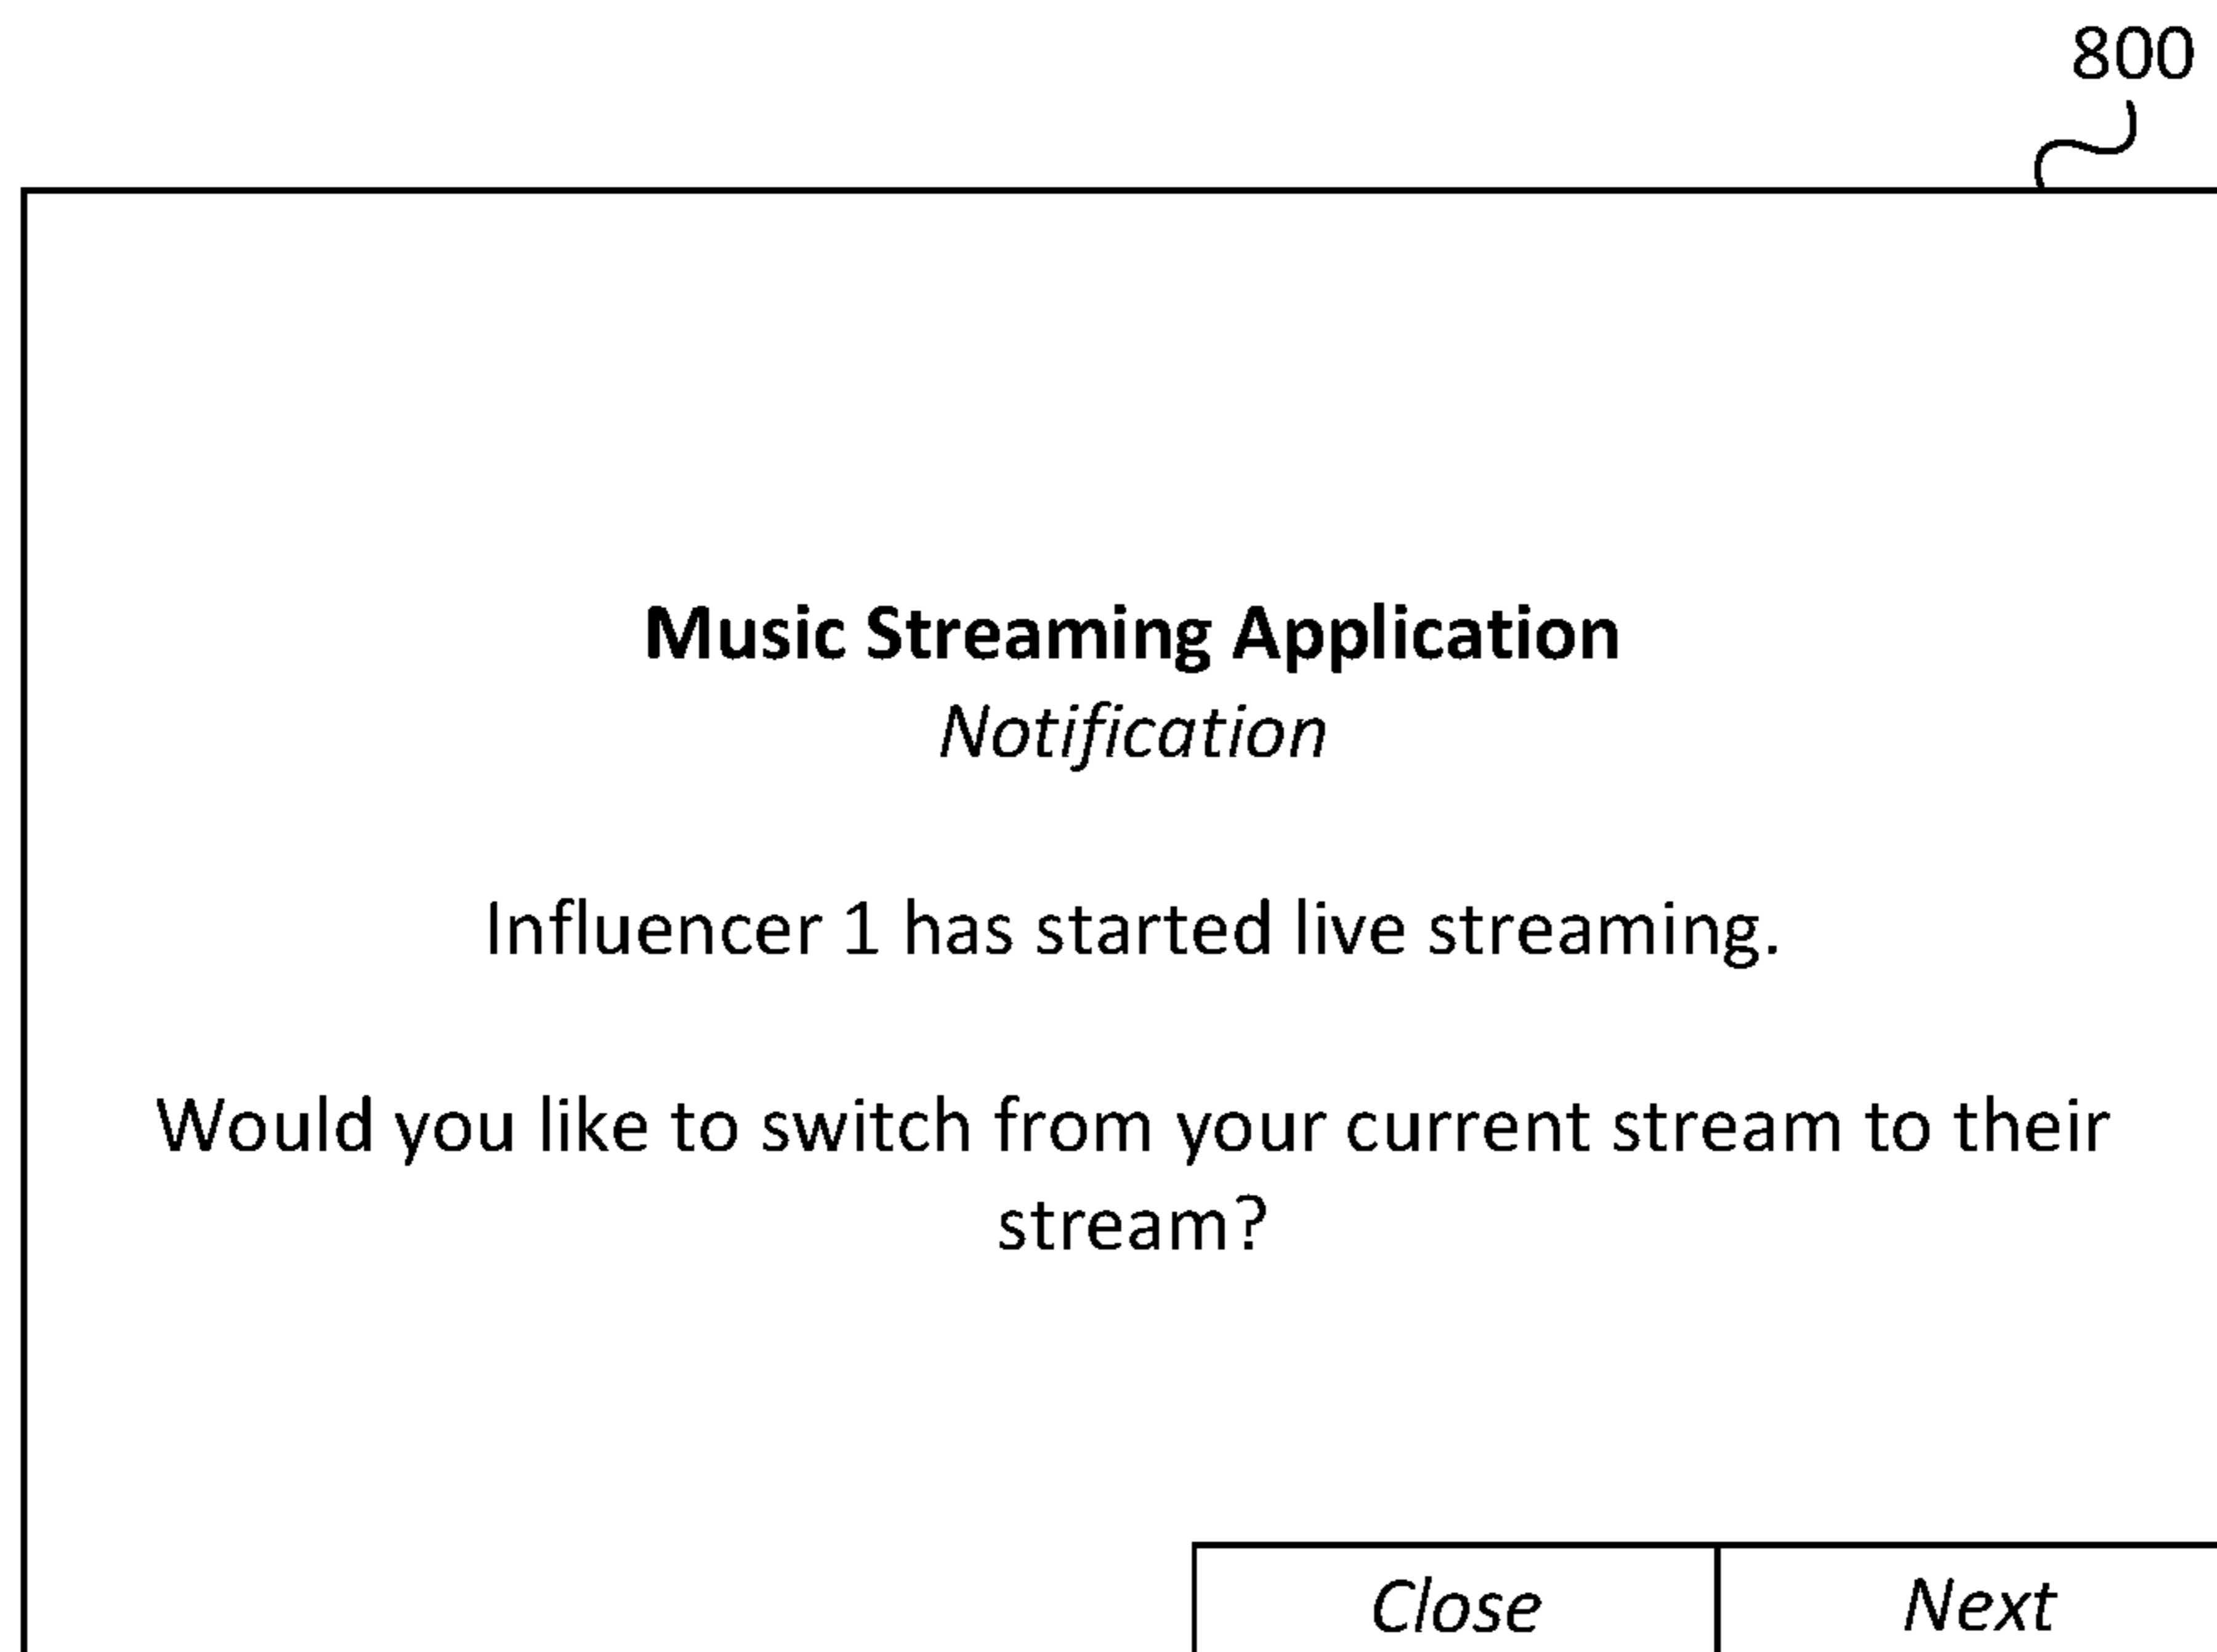 800
Music Streaming Application
Notification
Influencer 1 has started live streaming.
Would you like to switch from your current stream to their
stream?
Close
Next